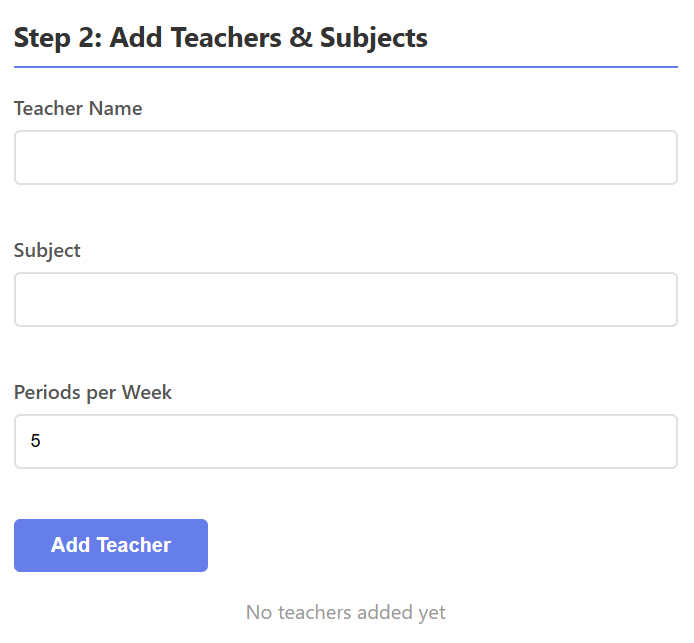 Step 2: Add Teachers & Subjects
Teacher Name
Subject
Periods per Week
5
Add Teacher
No teachers added yet